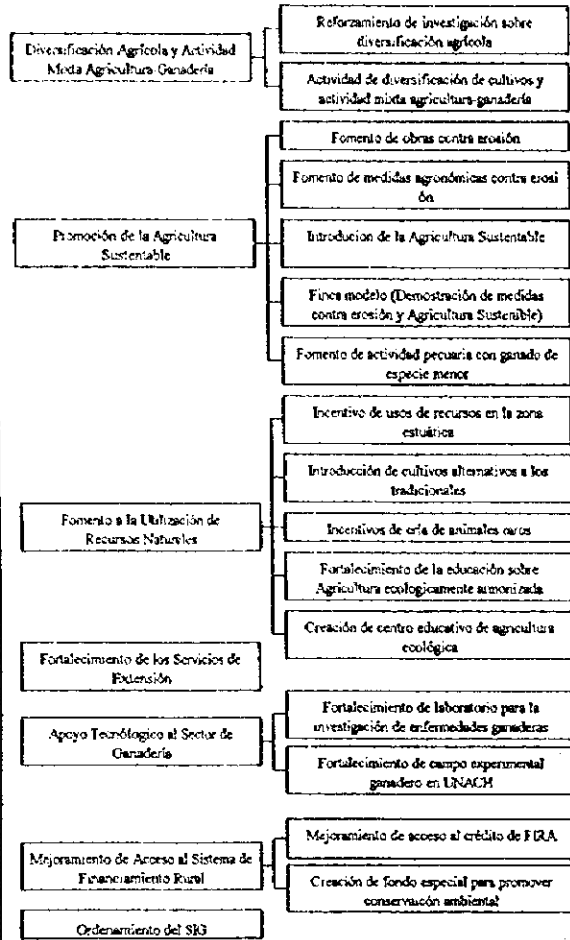 Diversificación Agrícola y Actividad
Mixta Agricultura-Ganadería
Reforzamiento de investigación sobre
diversificación agrícola
Actividad de diversificación de cultivos y
actividad mixta agricultura-ganadería
Promoción de la Agricultura
Sustentable
Fomento de obras contra erosión
Fomento de medidas agronómicas contra erosi
ón
Introducion de la Agricultura Sustentable
Finca modelo (Demostración de medidas
contra erosión y Agricultura Sustenible)
Fomento de actividad pecuaria con ganado de
especie menor
Fomento a la Utilización de
Recursos Naturales
Incentivo de usos de recursos en la zona
estuárica
Introducción de cultivos alternativos a los
tradicionales
Incentivos de cría de animales raros
Fortalecimiento de la educación sobre
Agricultura ecologicamente armonizada
Creación de centro educativo de agricultura
ecológica
Fortalecimiento de los Servicios de
Extensión
Apoyo Tecnólogico al Sector de
Ganadería
Fortalecimiento de laboratorio para la
investigación de enfermedades ganaderas
Fortalecimiento de campo experimental
ganadero en UNACH
Mejoramiento de Acceso al Sistema de
Financiamiento Rural
Mejoramiento de acceso al crédito de FIRA
Creación de fondo especial para promover
conservaicón ambiental
Ordenamiento del SIG